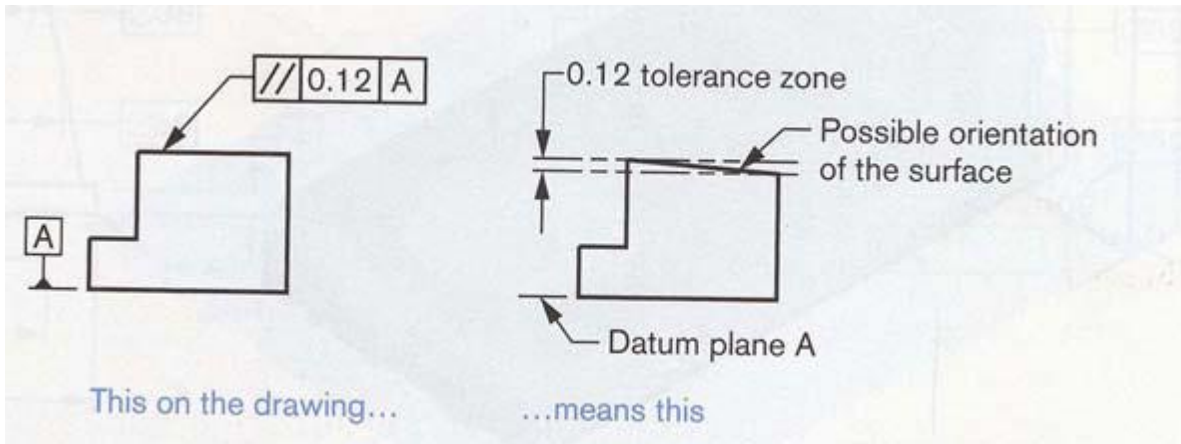 // 0.12 A
A
This on the drawing...
0.12 tolerance zone
Possible orientation
of the surface
Datum plane A
...means this